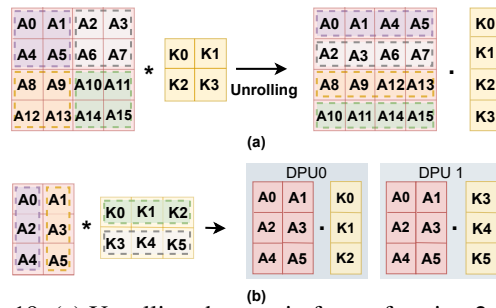 A0 A1 A2 A3
A4 A5 A6 A7
A8 A9 A10 A11
A12 A13 A14 A15
*
K0 K1
K2 K3
Unrolling
A0 A1 A4 A5
A2 A3 A6 A7
A8 A9 A12 A13
A10 A11 A14 A15
·
K0
K1
K2
K3
(a)
A0 A1
A2 A3
A4 A5
*
K0 K1 K2
K3 K4 K5
DPU0
A0 A1
A2 A3
A4 A5
·
K0
K1
K2
DPU 1
A0 A1
A2 A3
A4 A5
·
K3
K4
K5
(b)